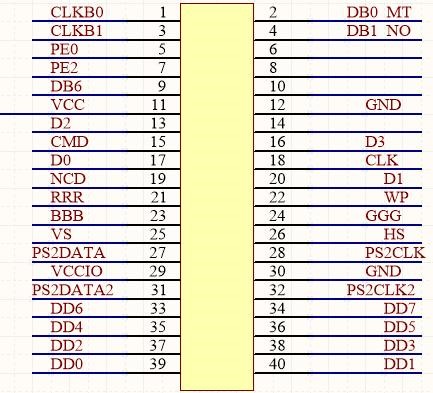 CLKB0 1 2 DB0 MT
CLKB1 3 4 DB1 NO
PE0 5 6
PE2 7 8
DB6 9 10
VCC 11 12 GND
D2 13 14
CMD 15 16 D3
D0 17 18 CLK
NCD 19 20 D1
RRR 21 22 WP
BBB 23 24 GGG
VS 25 26 HS
PS2DATA 27 28 PS2CLK
VCCIO 29 30 GND
PS2DATA2 31 32 PS2CLK2
DD6 33 34 DD7
DD4 35 36 DD5
DD2 37 38 DD3
DD0 39 40 DD1